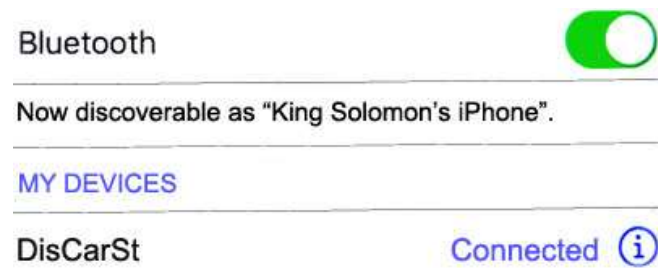 Bluetooth
Now discoverable as “King Solomon’s iPhone”.
MY DEVICES
DisCarSt
Connected i